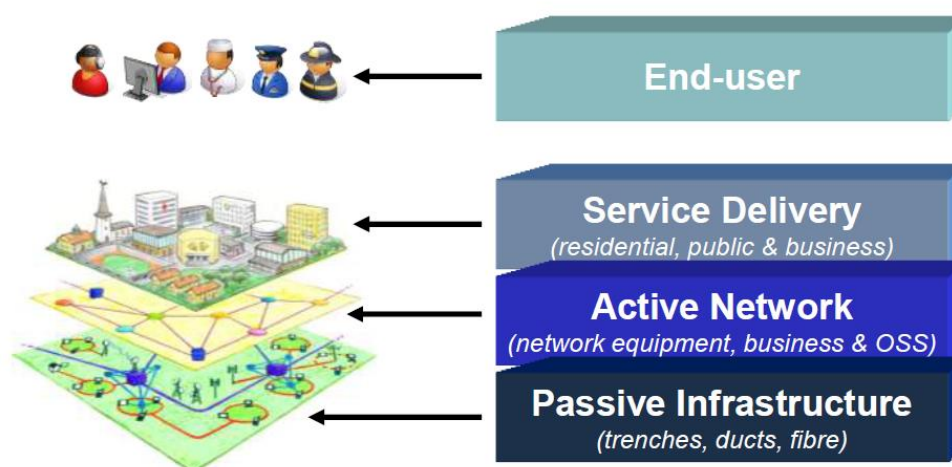 End-user
Service Delivery
(residential, public & business)
Active Network
(network equipment, business & OSS)
Passive Infrastructure
(trenches, ducts, fibre)